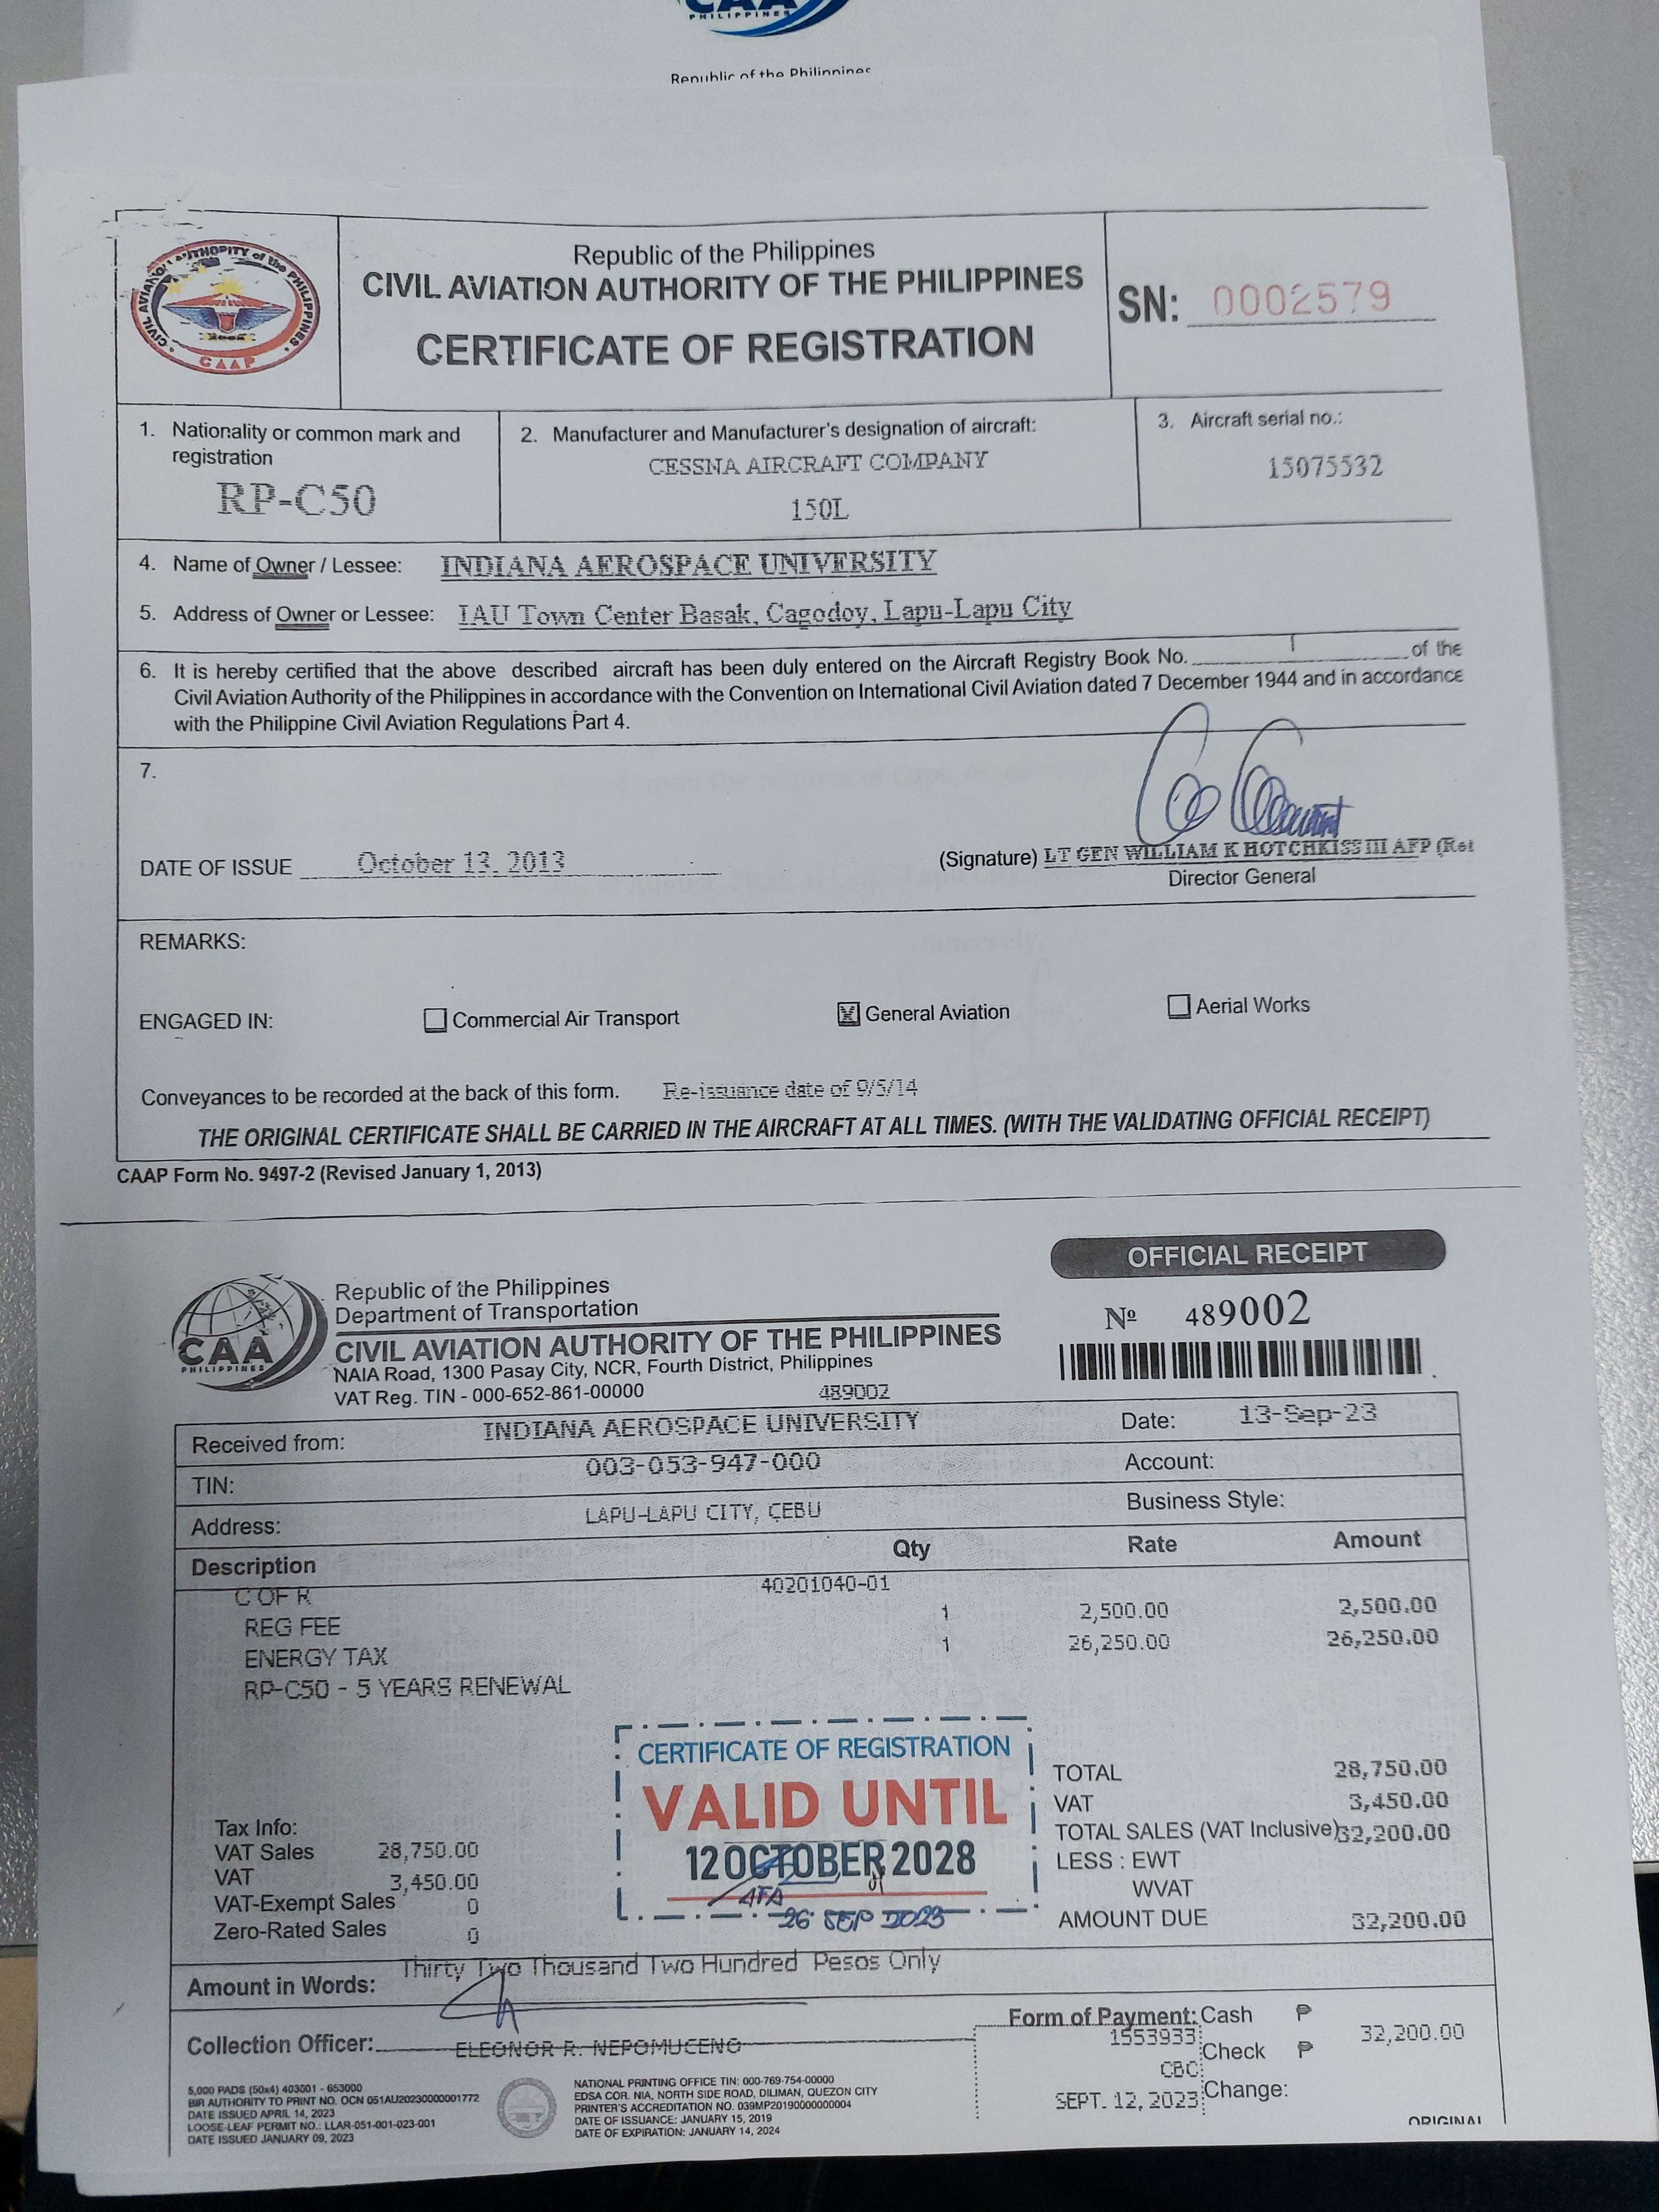 PHILIPPINES
Republic of the Philippines
CIVIL AVIATION AUTHORITY of the PHILIPPINES
2008
CAAP
Republic of the Philippines
CIVIL AVIATION AUTHORITY OF THE PHILIPPINES
CERTIFICATE OF REGISTRATION
SN: 0002579
1. Nationality or common mark and registration
RP-C50
2. Manufacturer and Manufacturer's designation of aircraft:
CESSNA AIRCRAFT COMPANY
150L
3. Aircraft serial no.:
15075532
4. Name of Owner / Lessee: INDIANA AEROSPACE UNIVERSITY
5. Address of Owner or Lessee: IAU Town Center Basak, Cagodoy, Lapu-Lapu City
6. It is hereby certified that the above described aircraft has been duly entered on the Aircraft Registry Book No. I of the
Civil Aviation Authority of the Philippines in accordance with the Convention on International Civil Aviation dated 7 December 1944 and in accordance
with the Philippine Civil Aviation Regulations Part 4.
7.
DATE OF ISSUE October 13, 2013
(Signature) LT GEN WILLIAM K HOTCHKISS III AFP (Ret
Director General
REMARKS:
ENGAGED IN: Commercial Air Transport X General Aviation Aerial Works
Conveyances to be recorded at the back of this form. Re-issuance date of 9/5/14
THE ORIGINAL CERTIFICATE SHALL BE CARRIED IN THE AIRCRAFT AT ALL TIMES. (WITH THE VALIDATING OFFICIAL RECEIPT)
CAAP Form No. 9497-2 (Revised January 1, 2013)
OFFICIAL RECEIPT
CAA
PHILIPPINES
Republic of the Philippines
Department of Transportation
CIVIL AVIATION AUTHORITY OF THE PHILIPPINES
NAIA Road, 1300 Pasay City, NCR, Fourth District, Philippines
VAT Reg. TIN - 000-652-861-00000 489002
Nº 489002
Received from: INDIANA AEROSPACE UNIVERSITY Date: 13-Sep-23
TIN: 003-053-947-000 Account:
Address: LAPU-LAPU CITY, CEBU Business Style:
Description Qty Rate Amount
C OF R 40201040-01
REG FEE 1 2,500.00 2,500.00
ENERGY TAX 1 26,250.00 26,250.00
RP-C50 - 5 YEARS RENEWAL
CERTIFICATE OF REGISTRATION
VALID UNTIL
12 OCTOBER 2028
AFA
26 SEP 2023
Tax Info:
VAT Sales 28,750.00
VAT 3,450.00
VAT-Exempt Sales 0
Zero-Rated Sales 0
TOTAL 28,750.00
VAT 3,450.00
TOTAL SALES (VAT Inclusive) 32,200.00
LESS : EWT
WVAT
AMOUNT DUE 32,200.00
Amount in Words: Thirty Two Thousand Two Hundred Pesos Only
Collection Officer: ELEONOR R. NEPOMUCENO
Form of Payment: Cash ₱
1553933 Check ₱ 32,200.00
CBC
SEPT. 12, 2023 Change:
5,000 PADS (50x4) 403001 - 653000
BIR AUTHORITY TO PRINT NO. OCN 051AU20230000001772
DATE ISSUED APRIL 14, 2023
LOOSE-LEAF PERMIT NO.: LLAR-051-001-023-001
DATE ISSUED JANUARY 09, 2023
NATIONAL PRINTING OFFICE TIN: 000-769-754-00000
EDSA COR. NIA, NORTH SIDE ROAD, DILIMAN, QUEZON CITY
PRINTER'S ACCREDITATION NO. 039MP20190000000004
DATE OF ISSUANCE: JANUARY 15, 2019
DATE OF EXPIRATION: JANUARY 14, 2024
ORIGINAL